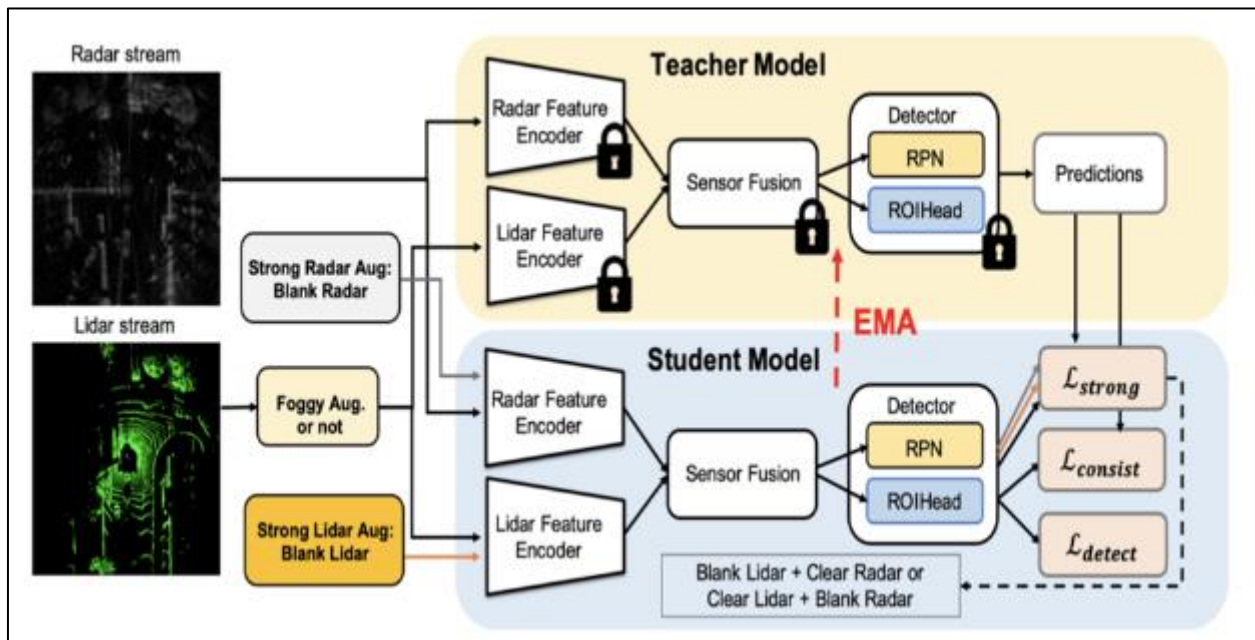 Radar stream
Lidar stream
Strong Radar Aug:
Blank Radar
Foggy Aug.
or not
Strong Lidar Aug:
Blank Lidar
Teacher Model
Radar Feature
Encoder
Lidar Feature
Encoder
Sensor Fusion
Detector
RPN
ROIHead
Predictions
EMA
Student Model
Radar Feature
Encoder
Lidar Feature
Encoder
Sensor Fusion
Detector
RPN
ROIHead
ℒstrong
ℒconsist
ℒdetect
Blank Lidar + Clear Radar or
Clear Lidar + Blank Radar